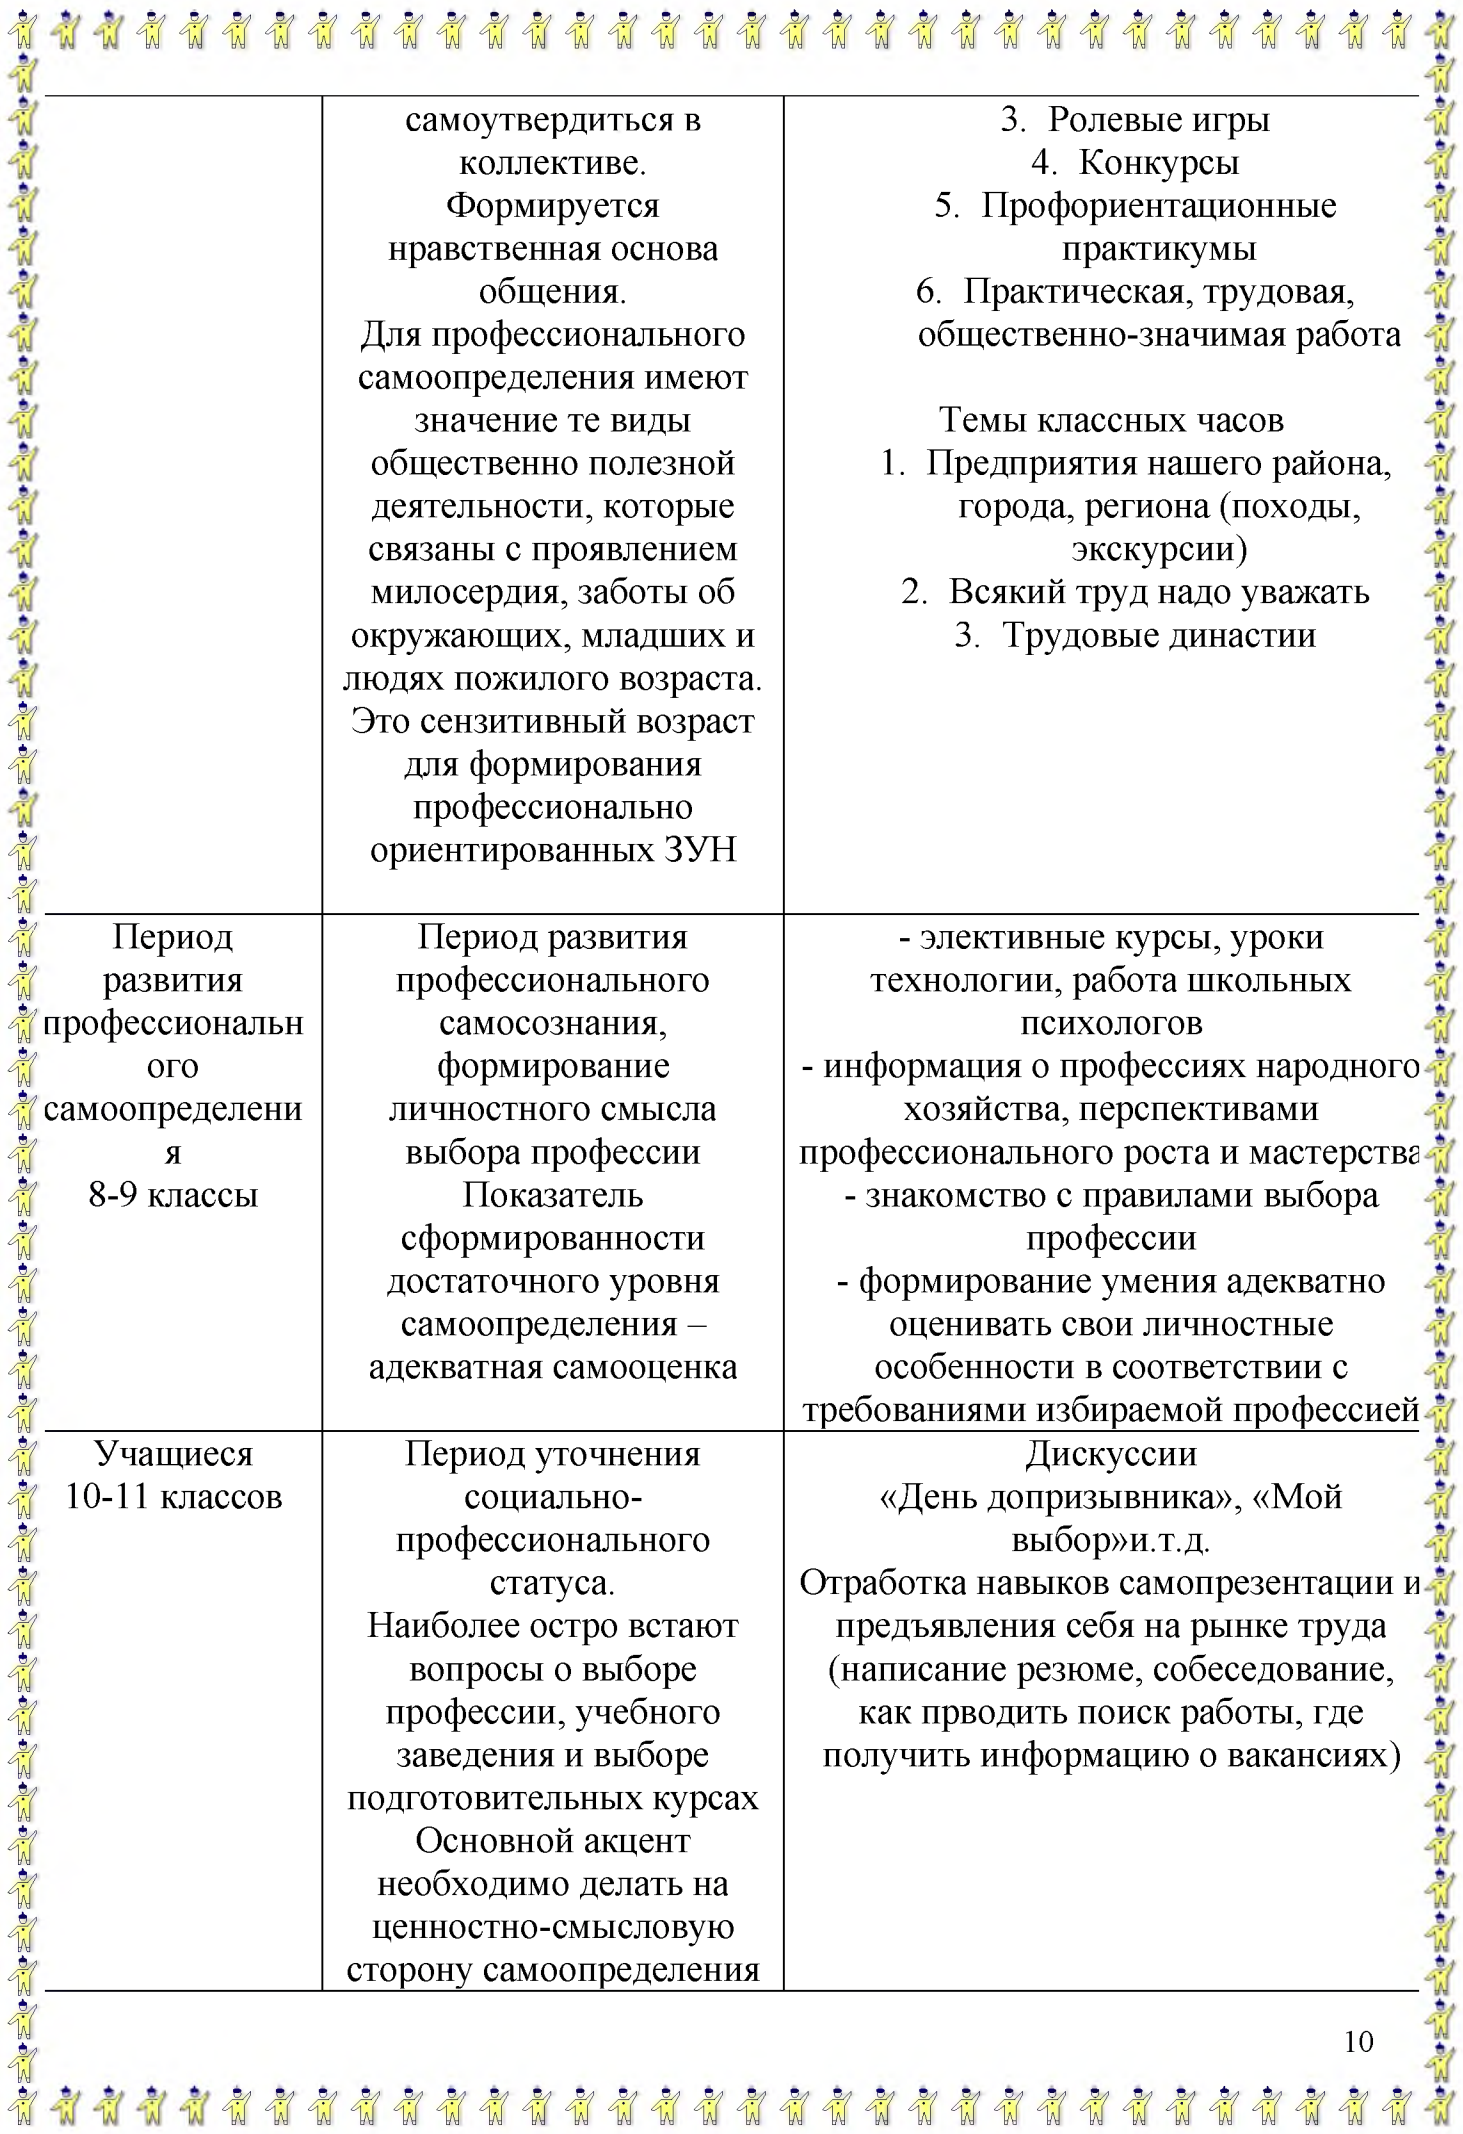 самоутвердиться в
коллективе.
Формируется
нравственная основа
общения.
Для профессионального
самоопределения имеют
значение те виды
общественно полезной
деятельности, которые
связаны с проявлением
милосердия, заботы об
окружающих, младших и
людях пожилого возраста.
Это сензитивный возраст
для формирования
профессионально
ориентированных ЗУН
3. Ролевые игры
4. Конкурсы
5. Профориентационные
практикумы
6. Практическая, трудовая,
общественно-значимая работа
Темы классных часов
1. Предприятия нашего района,
города, региона (походы,
экскурсии)
2. Всякий труд надо уважать
3. Трудовые династии
Период
развития
профессиональн
ого
самоопределени
я
8-9 классы
Период развития
профессионального
самосознания,
формирование
личностного смысла
выбора профессии
Показатель
сформированности
достаточного уровня
самоопределения –
адекватная самооценка
- элективные курсы, уроки
технологии, работа школьных
психологов
- информация о профессиях народного
хозяйства, перспективами
профессионального роста и мастерства
- знакомство с правилами выбора
профессии
- формирование умения адекватно
оценивать свои личностные
особенности в соответствии с
требованиями избираемой профессией
Учащиеся
10-11 классов
Период уточнения
социально-
профессионального
статуса.
Наиболее остро встают
вопросы о выборе
профессии, учебного
заведения и выборе
подготовительных курсах
Основной акцент
необходимо делать на
ценностно-смысловую
сторону самоопределения
Дискуссии
«День допризывника», «Мой
выбор»и.т.д.
Отработка навыков самопрезентации и
предъявления себя на рынке труда
(написание резюме, собеседование,
как прводить поиск работы, где
получить информацию о вакансиях)
10